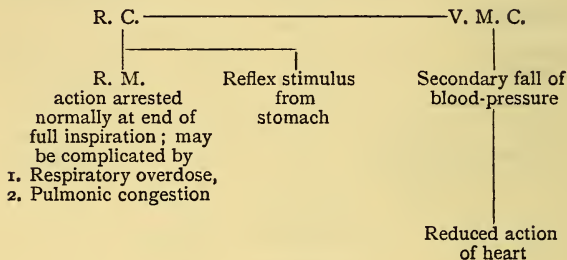 R. C. V. M. C.
R. M.
action arrested
normally at end of
full inspiration; may
be complicated by
1. Respiratory overdose,
2. Pulmonic congestion
Reflex stimulus
from
stomach
Secondary fall of
blood-pressure
Reduced action
of heart